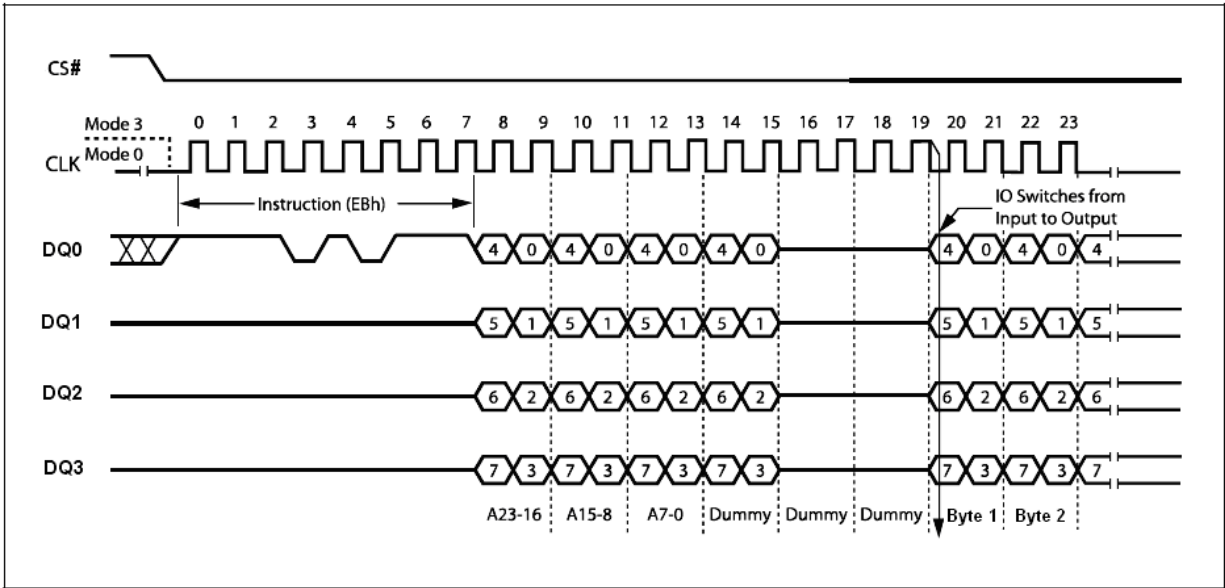 CS#
Mode 3
0 1 2 3 4 5 6 7 8 9 10 11 12 13 14 15 16 17 18 19 20 21 22 23
CLK
Mode 0
Instruction (EBh)
IO Switches from
Input to Output
DQ0
4 0 4 0 4 0 4 0 4 0 4 0 4
DQ1
5 1 5 1 5 1 5 1 5 1 5 1 5
DQ2
6 2 6 2 6 2 6 2 6 2 6 2 6
DQ3
7 3 7 3 7 3 7 3 7 3 7 3 7
A23-16 A15-8 A7-0 Dummy Dummy Dummy Byte 1 Byte 2